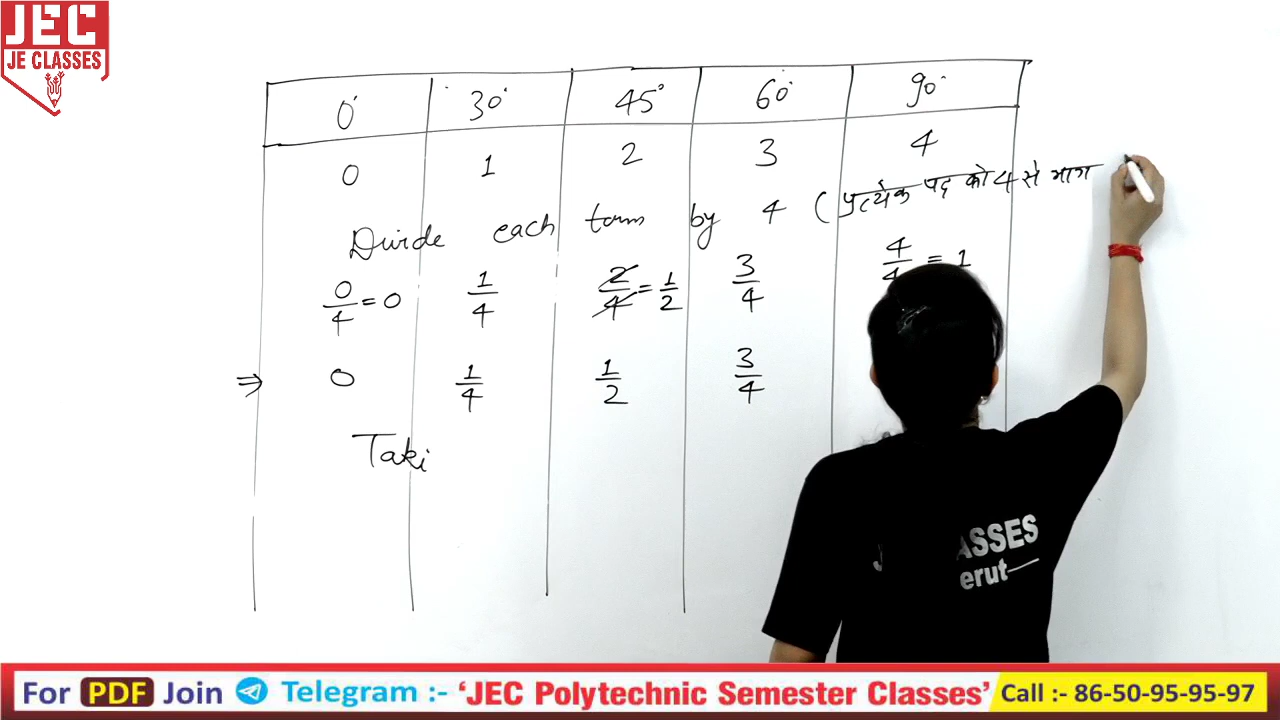 JEC
JE CLASSES
0° 30° 45° 60° 90°
0 1 2 3 4
Divide each term by 4 (प्रत्येक पद को 4 से भाग
0/4 = 0 1/4 2/4 = 1/2 3/4 4/4 = 1
⇒ 0 1/4 1/2 3/4
Taki
ASSES
erut
For PDF Join Telegram :- 'JEC Polytechnic Semester Classes' Call :- 86-50-95-95-97